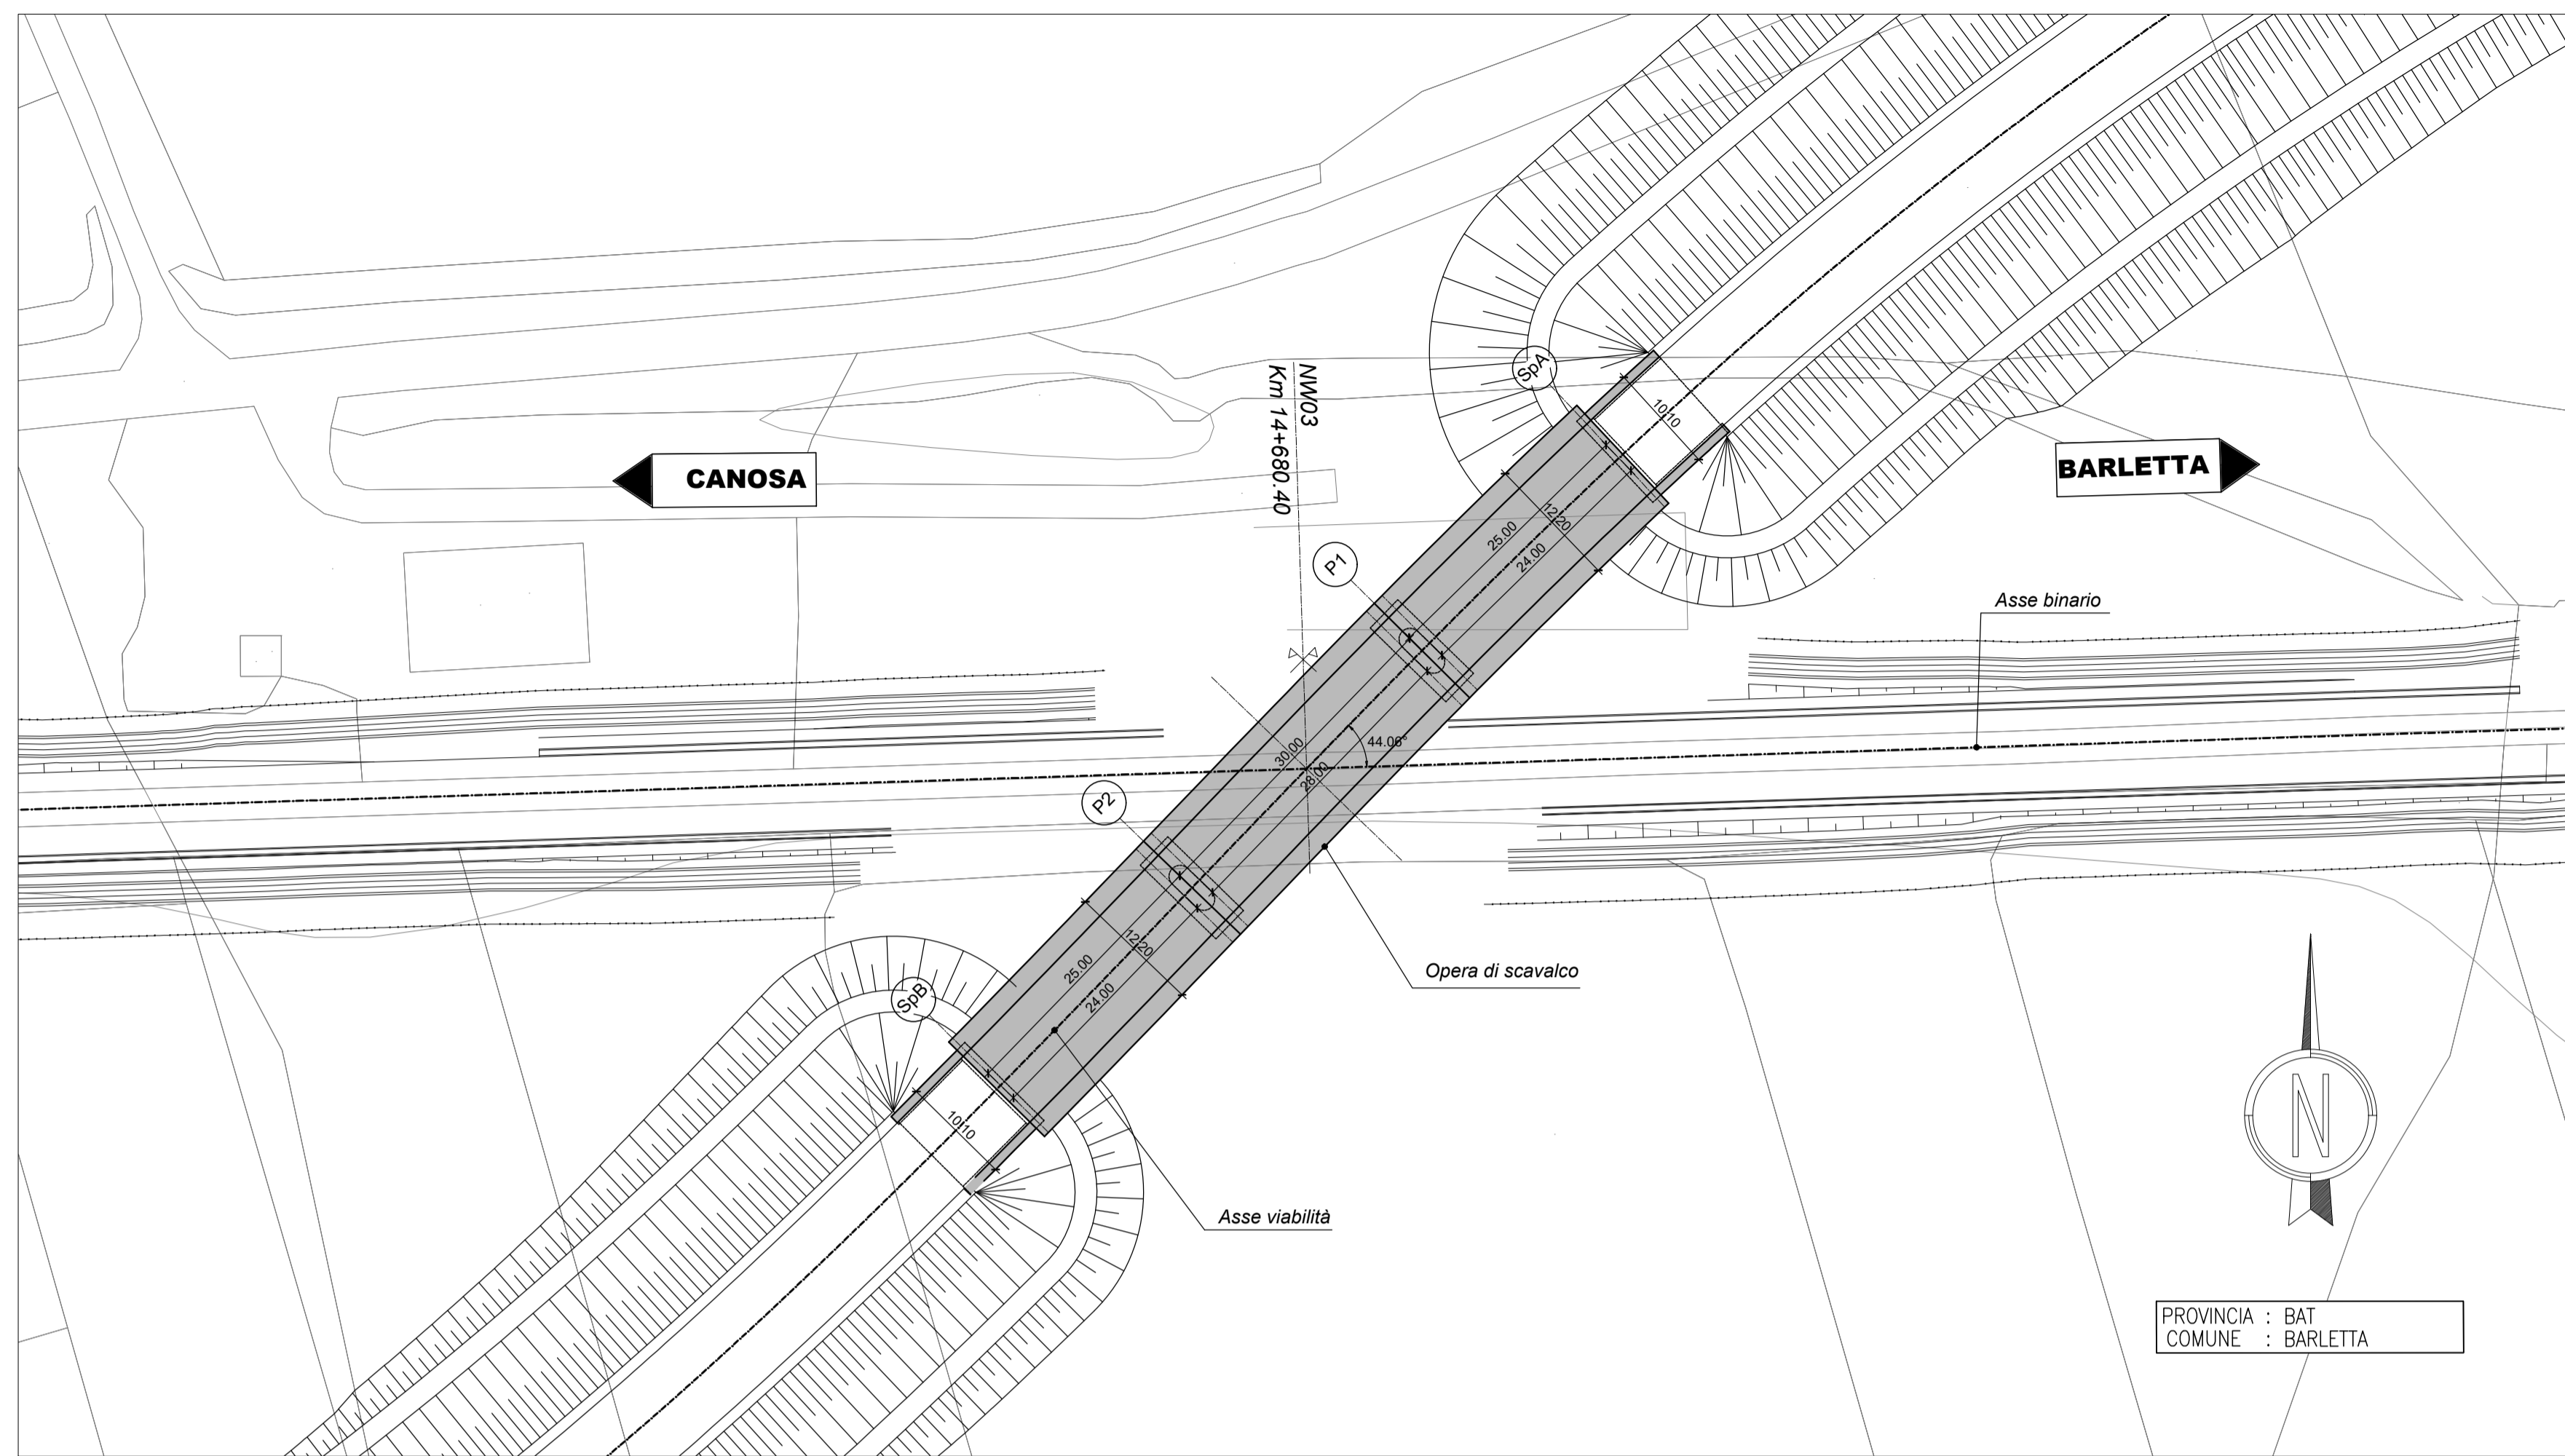 NW03
Km 14+680.40
SpA
10.10
CANOSA
BARLETTA
12.20
25.00
24.00
P1
Asse binario
44.06°
30.00
28.00
P2
12.20
25.00
24.00
Opera di scavalco
SpB
10.10
Asse viabilità
N
PROVINCIA : BAT
COMUNE : BARLETTA